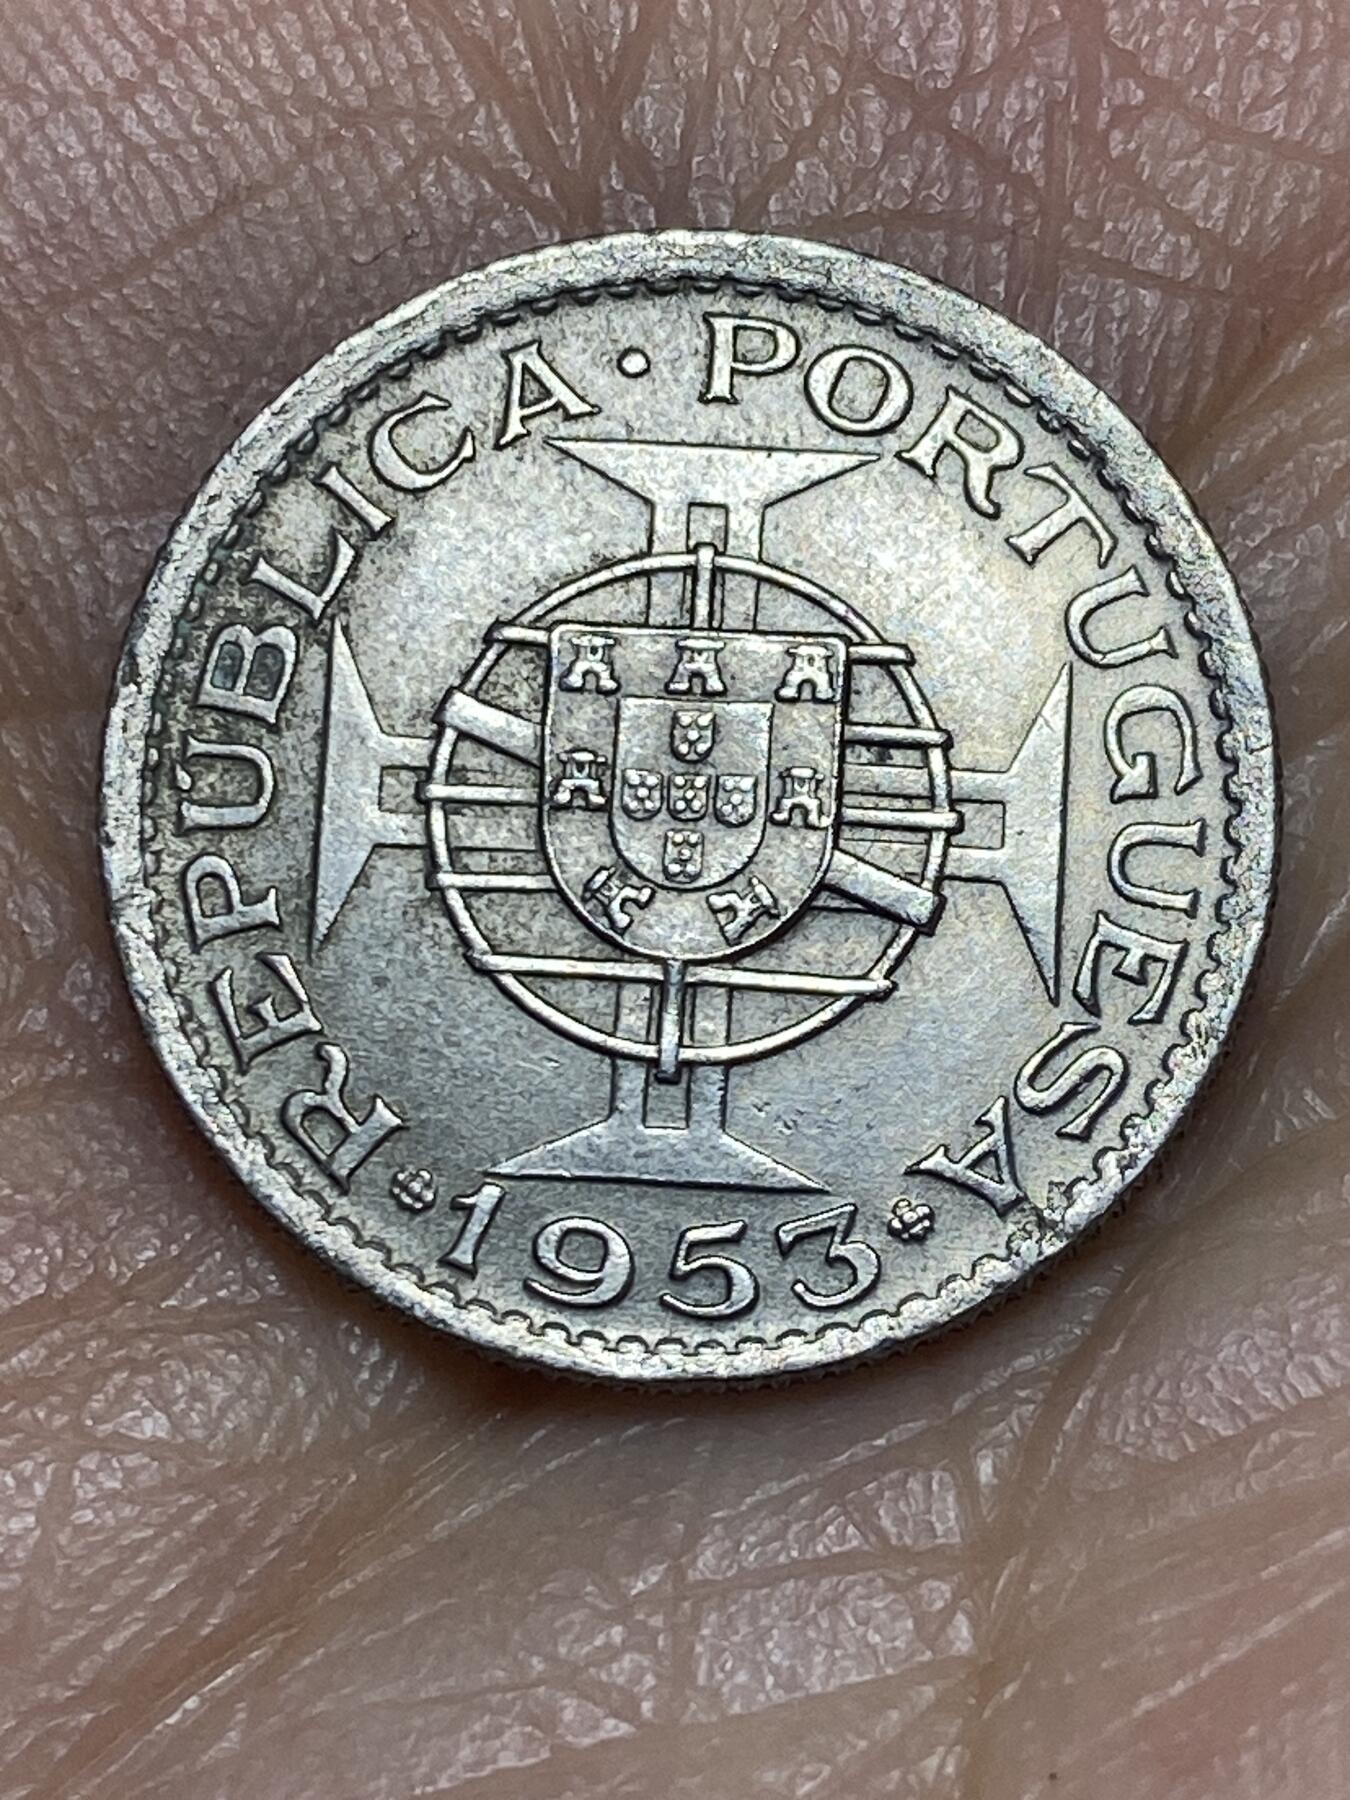 REPÚBLICA · PORTUGUESA
1953